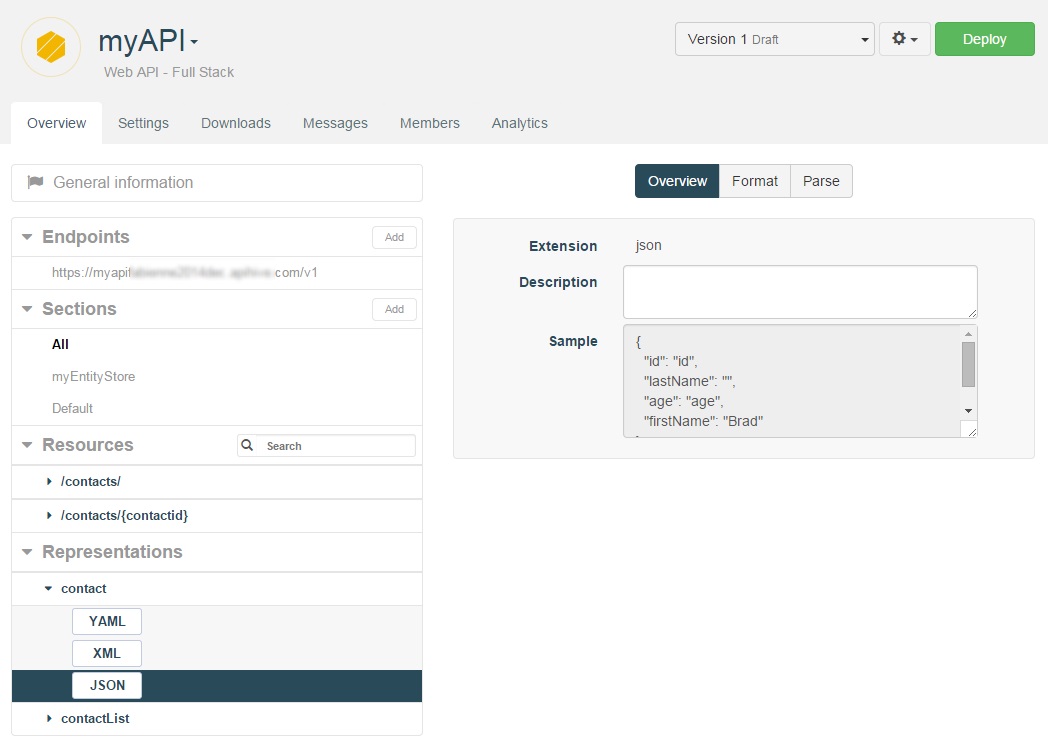 myAPI
Web API - Full Stack
Version 1 Draft
Deploy
Overview
Settings
Downloads
Messages
Members
Analytics
General information
Endpoints
Add
https://myapi .com/v1
Sections
Add
All
myEntityStore
Default
Resources
Search
/contacts/
/contacts/{contactid}
Representations
contact
YAML
XML
JSON
contactList
Overview
Format
Parse
Extension
json
Description
Sample
{
"id": "id",
"lastName": "",
"age": "age",
"firstName": "Brad"